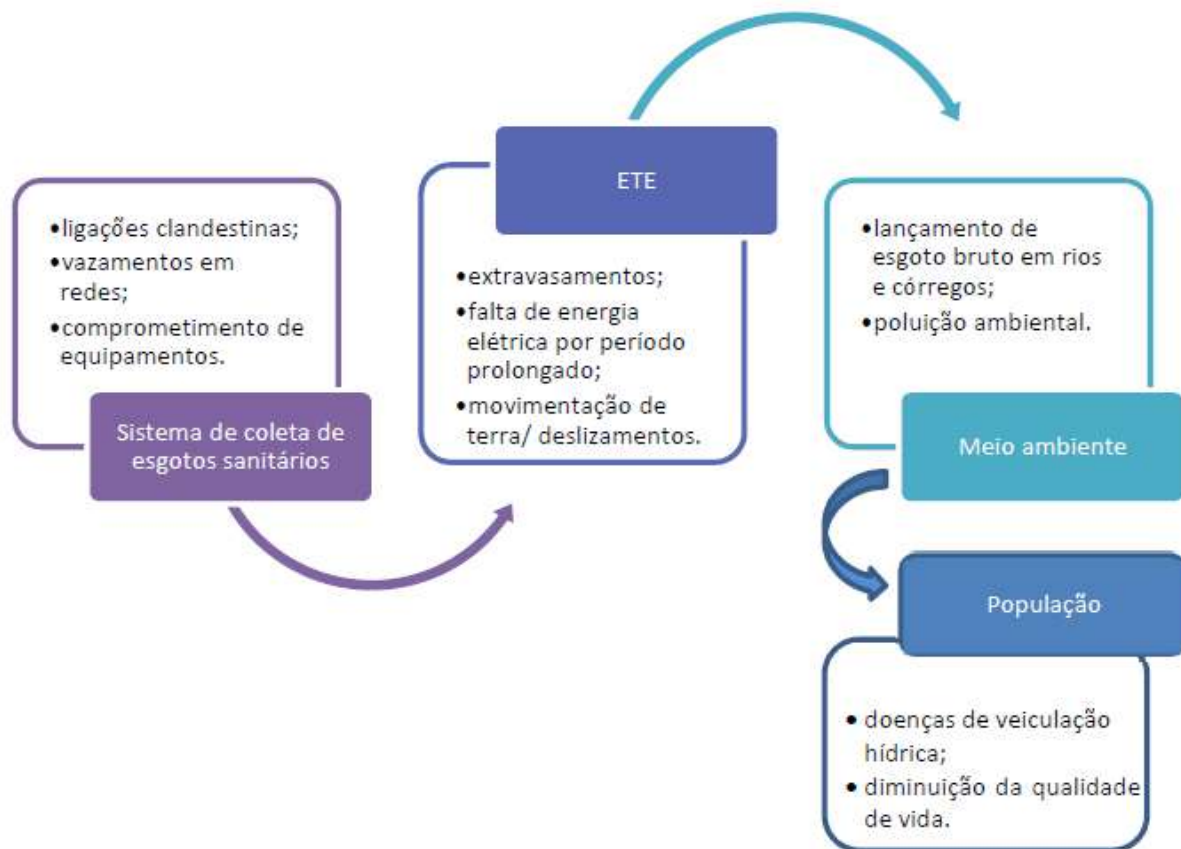 •ligações clandestinas;
•vazamentos em
redes;
•comprometimento de
equipamentos.
Sistema de coleta de
esgotos sanitários
ETE
•extravasamentos;
•falta de energia
elétrica por período
prolongado;
•movimentação de
terra/ deslizamentos.
•lançamento de
esgoto bruto em rios
e córregos;
•poluição ambiental.
Meio ambiente
População
• doenças de veiculação
hídrica;
• diminuição da qualidade
de vida.